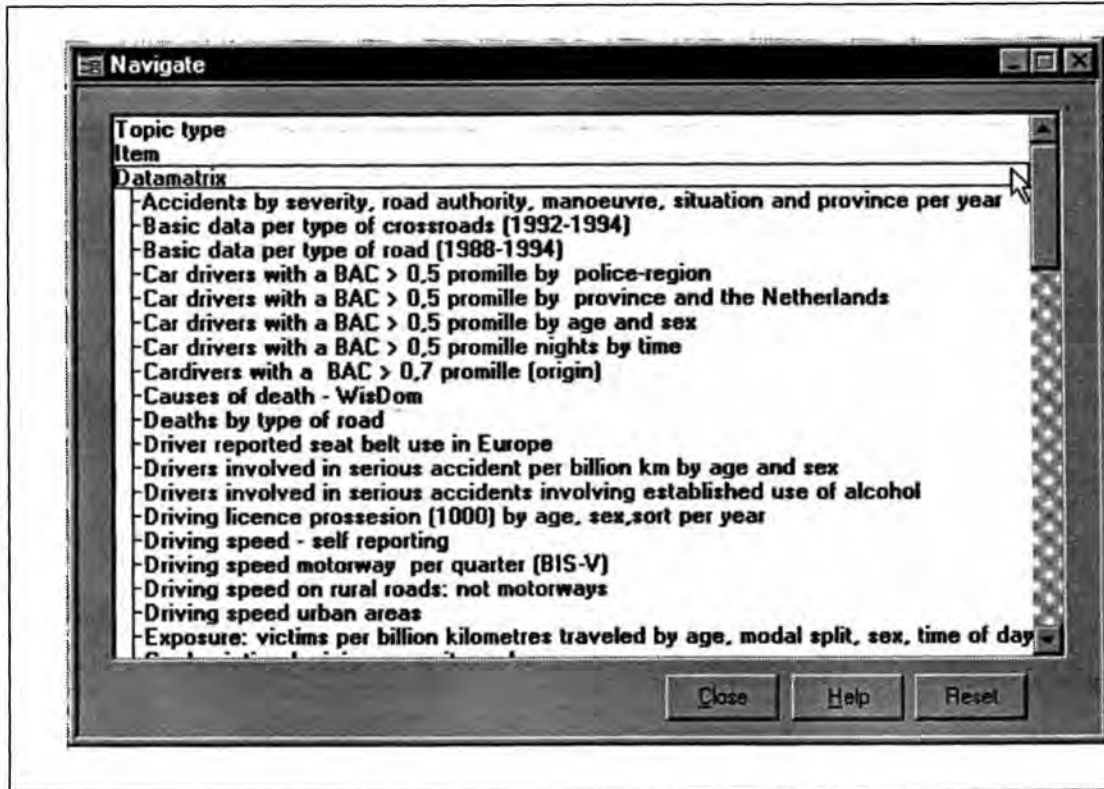 Navigate
Topic type
Item
Datamatrix
Accidents by severity, road authority, manoeuvre, situation and province per year
Basic data per type of crossroads (1992-1994)
Basic data per type of road (1988-1994)
Car drivers with a BAC > 0,5 promille by police-region
Car drivers with a BAC > 0,5 promille by province and the Netherlands
Car drivers with a BAC > 0,5 promille by age and sex
Car drivers with a BAC > 0,5 promille nights by time
Cardivers with a BAC > 0,7 promille (origin)
Causes of death - WisDom
Deaths by type of road
Driver reported seat belt use in Europe
Drivers involved in serious accident per billion km by age and sex
Drivers involved in serious accidents involving established use of alcohol
Driving licence prossesion (1000) by age, sex,sort per year
Driving speed - self reporting
Driving speed motorway per quarter (BIS-V)
Driving speed on rural roads: not motorways
Driving speed urban areas
Exposure: victims per billion kilometres traveled by age, modal split, sex, time of day
Close Help Reset